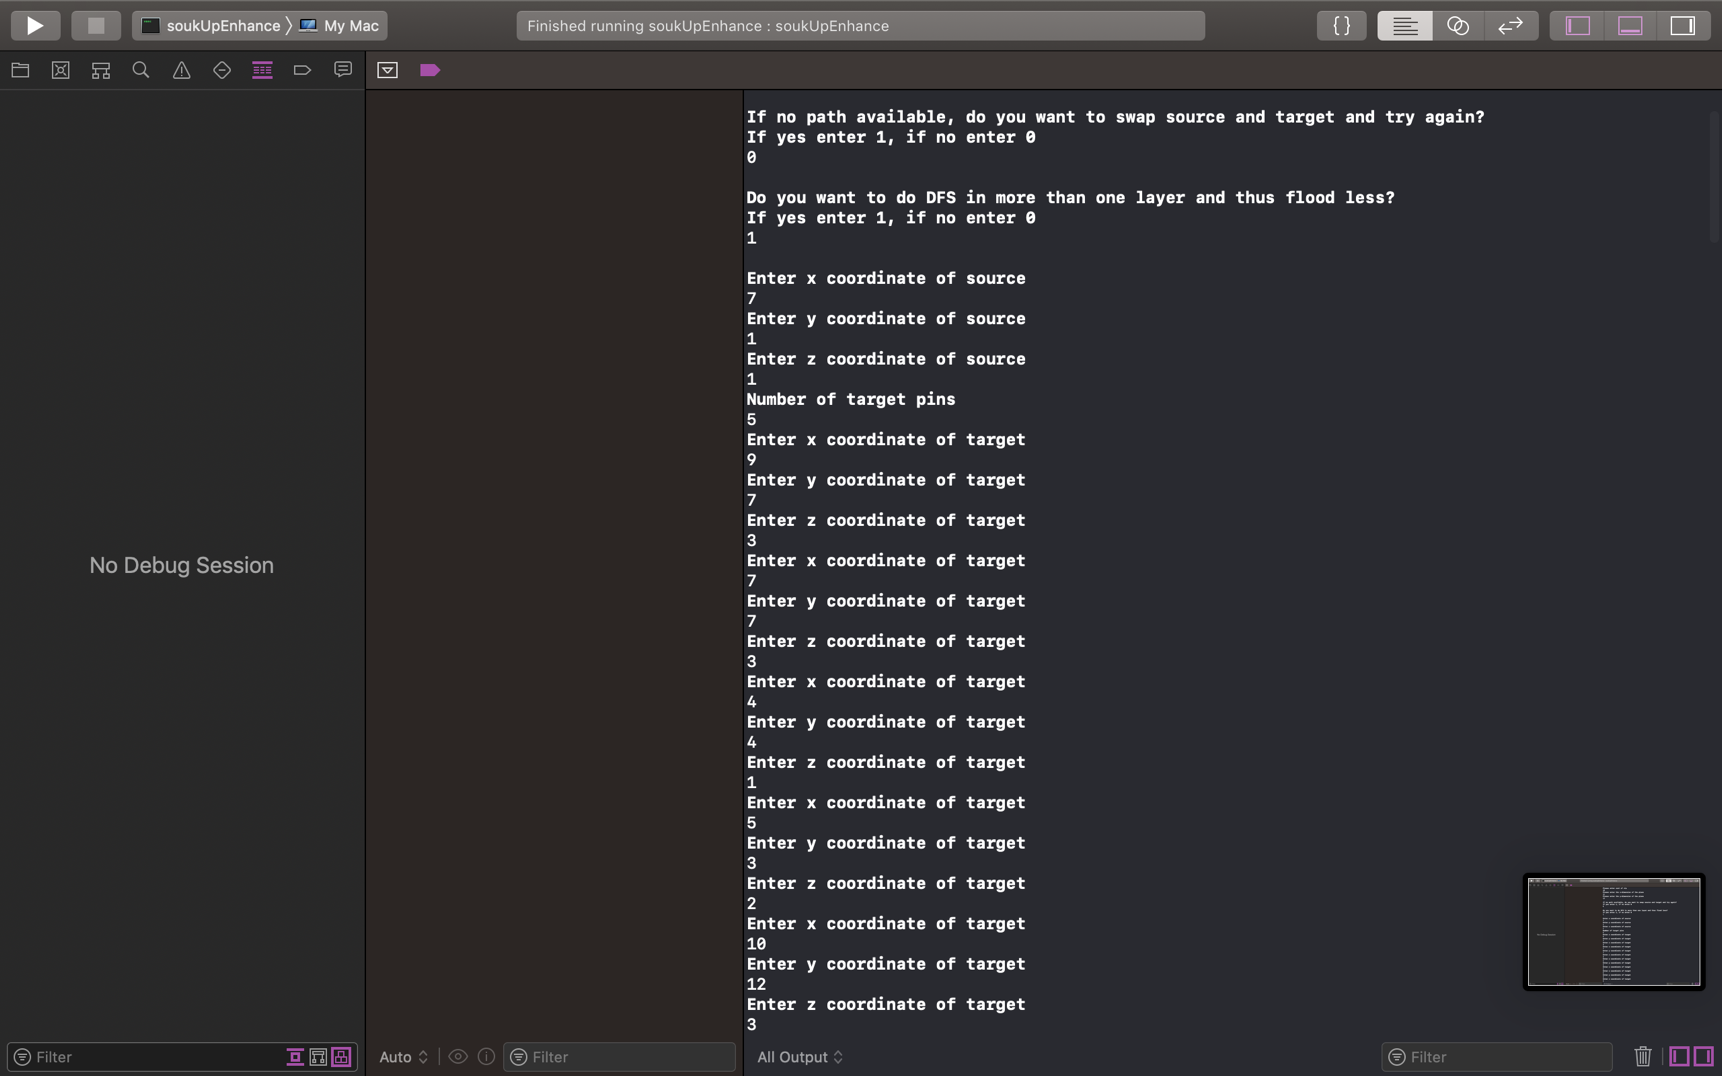 soukUpEnhance
My Mac
Finished running soukUpEnhance : soukUpEnhance
{}
If no path available, do you want to swap source and target and try again?
If yes enter 1, if no enter 0
0
Do you want to do DFS in more than one layer and thus flood less?
If yes enter 1, if no enter 0
1
Enter x coordinate of source
7
Enter y coordinate of source
1
Enter z coordinate of source
1
Number of target pins
5
Enter x coordinate of target
9
Enter y coordinate of target
7
Enter z coordinate of target
3
Enter x coordinate of target
7
Enter y coordinate of target
7
Enter z coordinate of target
3
Enter x coordinate of target
4
Enter y coordinate of target
4
Enter z coordinate of target
1
Enter x coordinate of target
5
Enter y coordinate of target
3
Enter z coordinate of target
2
Enter x coordinate of target
10
Enter y coordinate of target
12
Enter z coordinate of target
3
No Debug Session
Filter
Auto
Filter
All Output
Filter